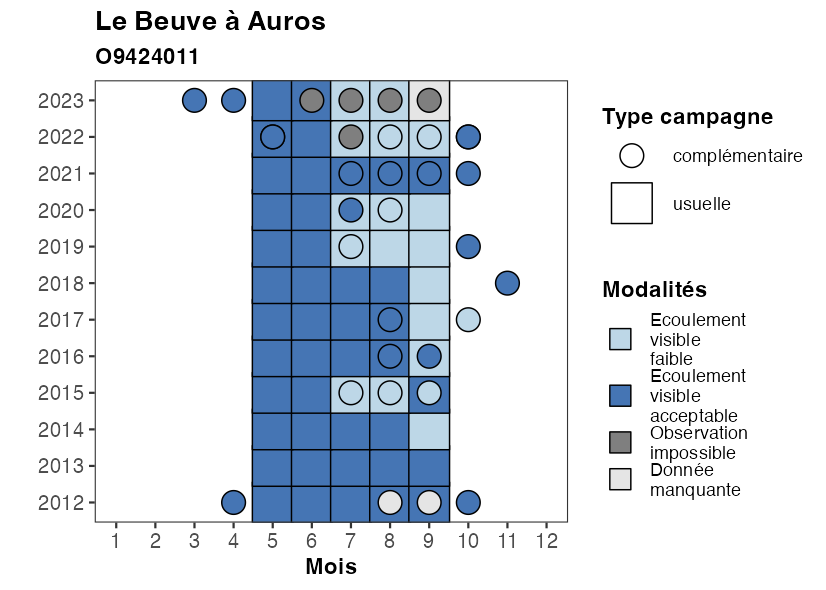 Le Beuve à Auros
O9424011
2023
2022
2021
2020
2019
2018
2017
2016
2015
2014
2013
2012
1 2 3 4 5 6 7 8 9 10 11 12
Mois
Type campagne
complémentaire
usuelle
Modalités
Ecoulement
visible
faible
Ecoulement
visible
acceptable
Observation
impossible
Donnée
manquante